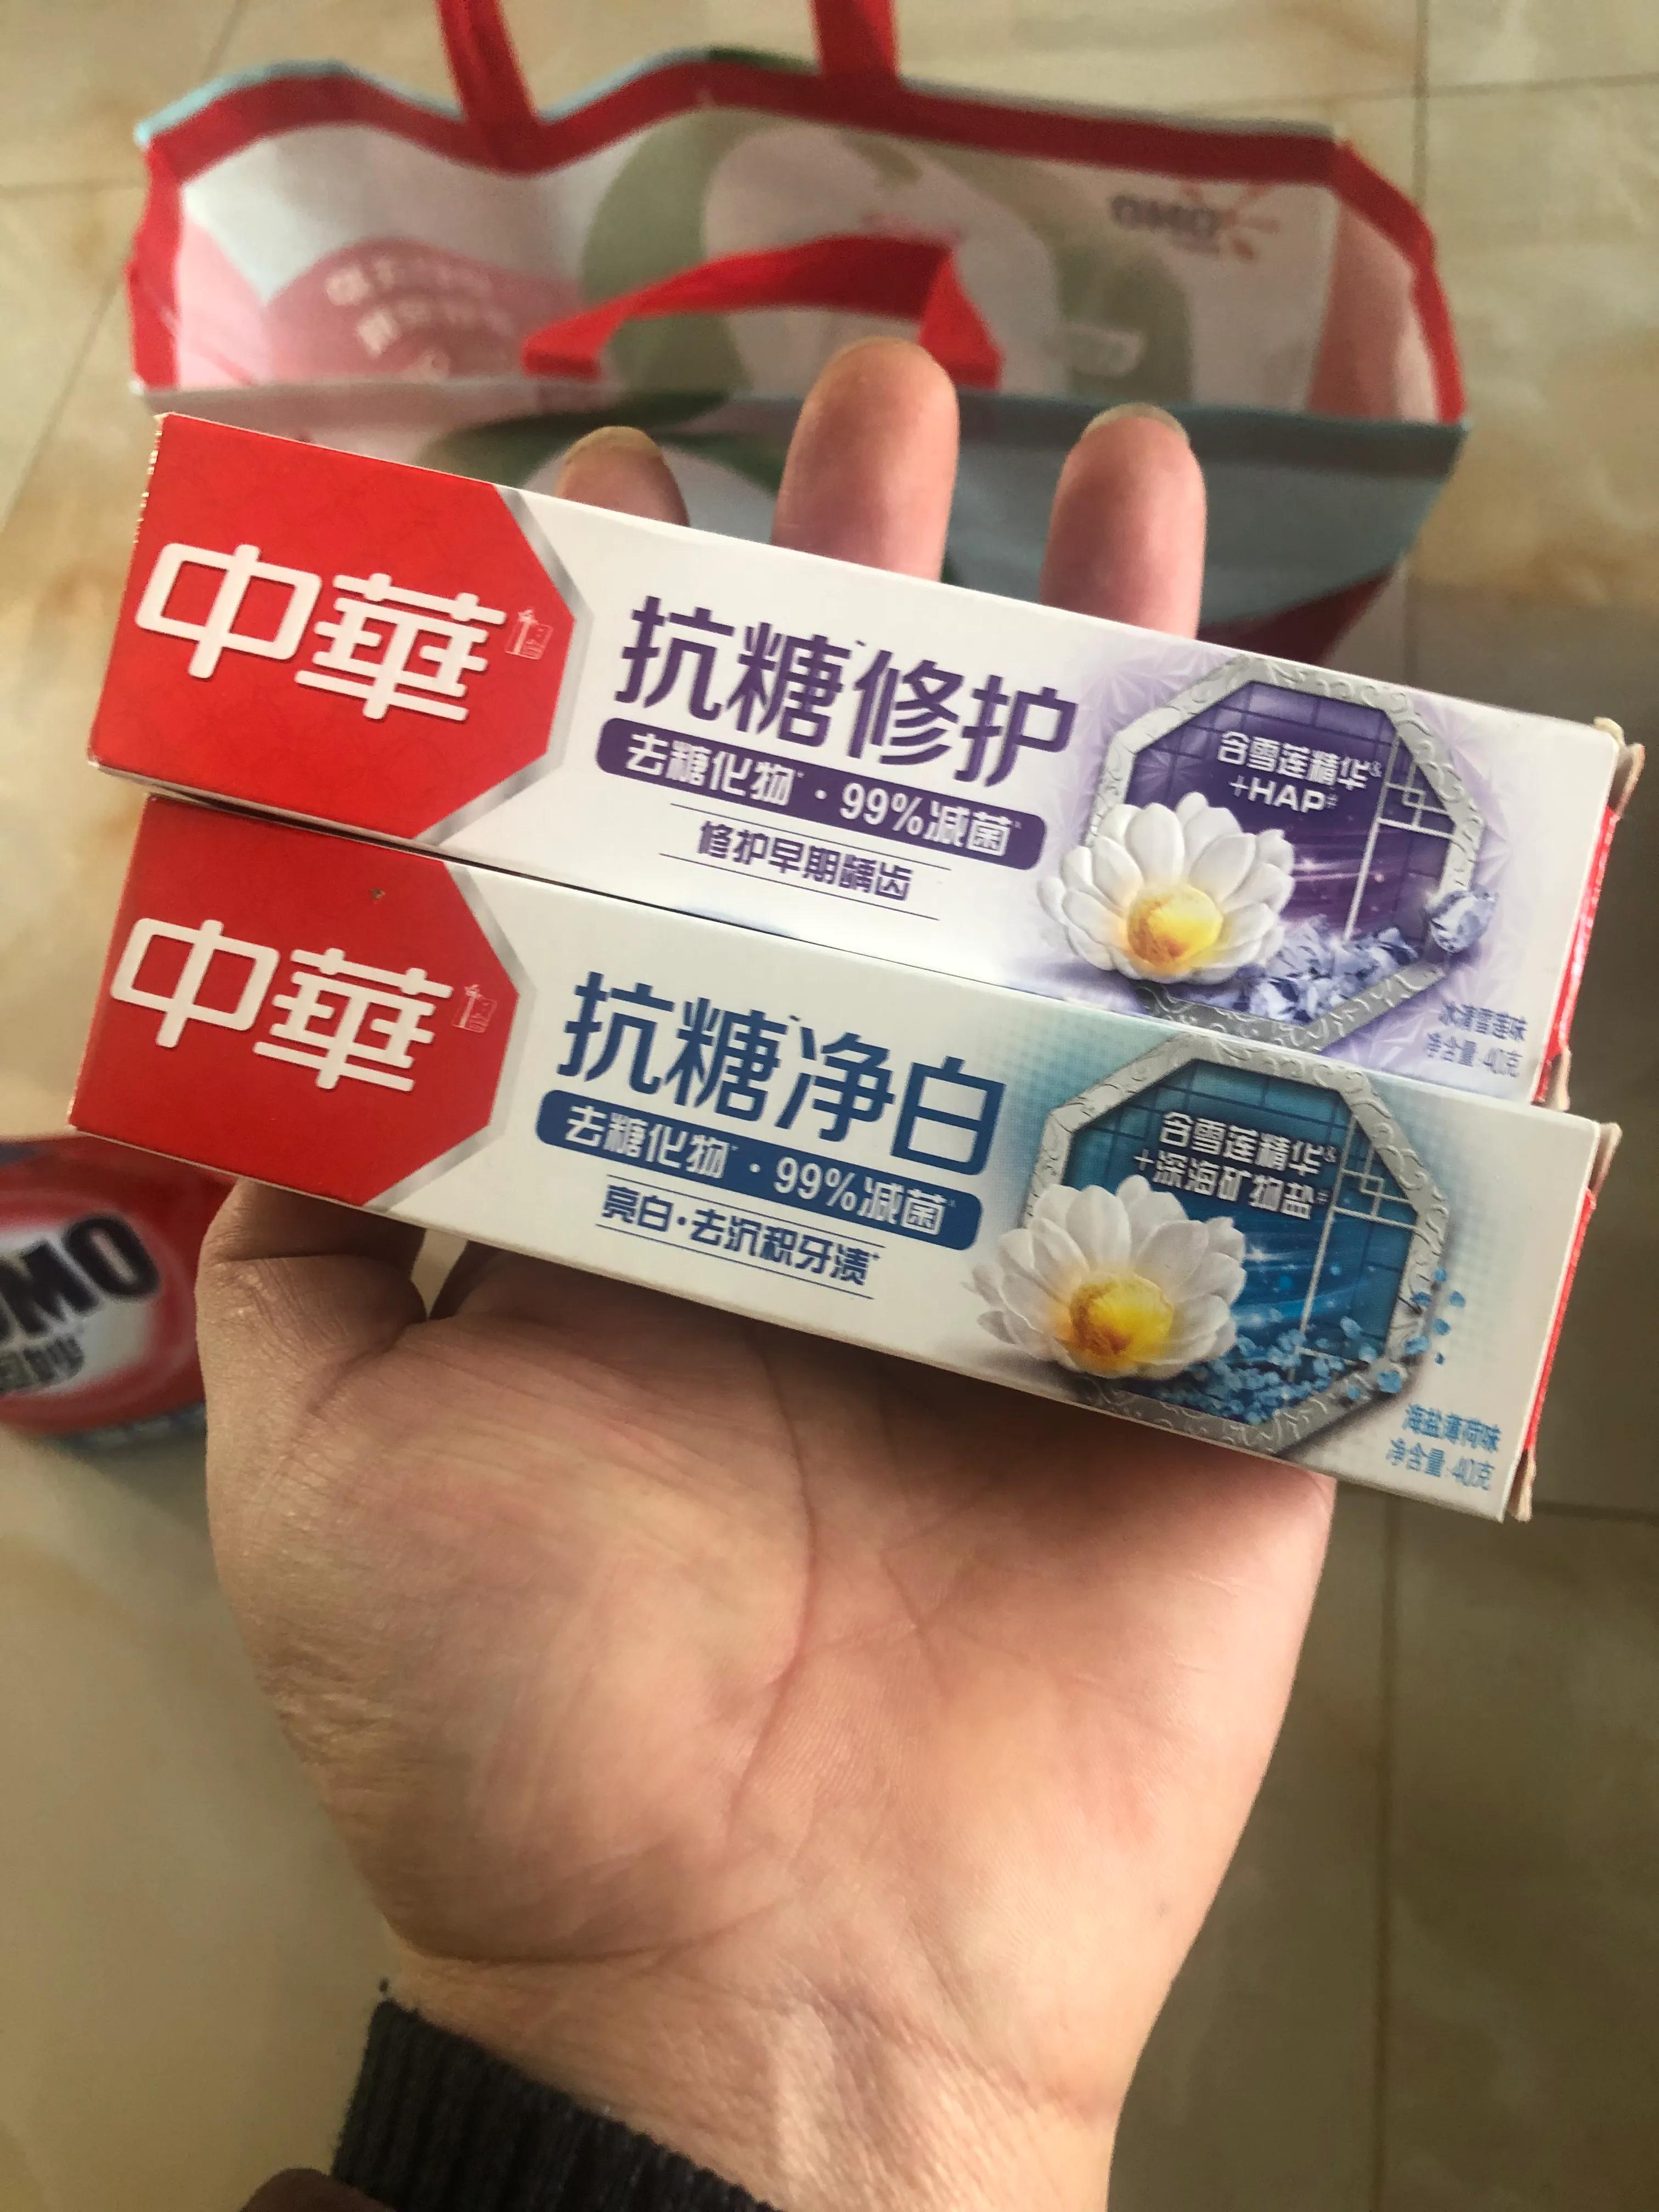 OMO
中華
抗糖修护
去糖化物·99%减菌
修护早期龋齿
含雪莲精华&
+HAP#
冰清雪莲味
净含量:40克
中華
抗糖净白
去糖化物·99%减菌
亮白·去沉积牙渍+
含雪莲精华&
+深海矿物盐#
海盐薄荷味
净含量:40克
OMO